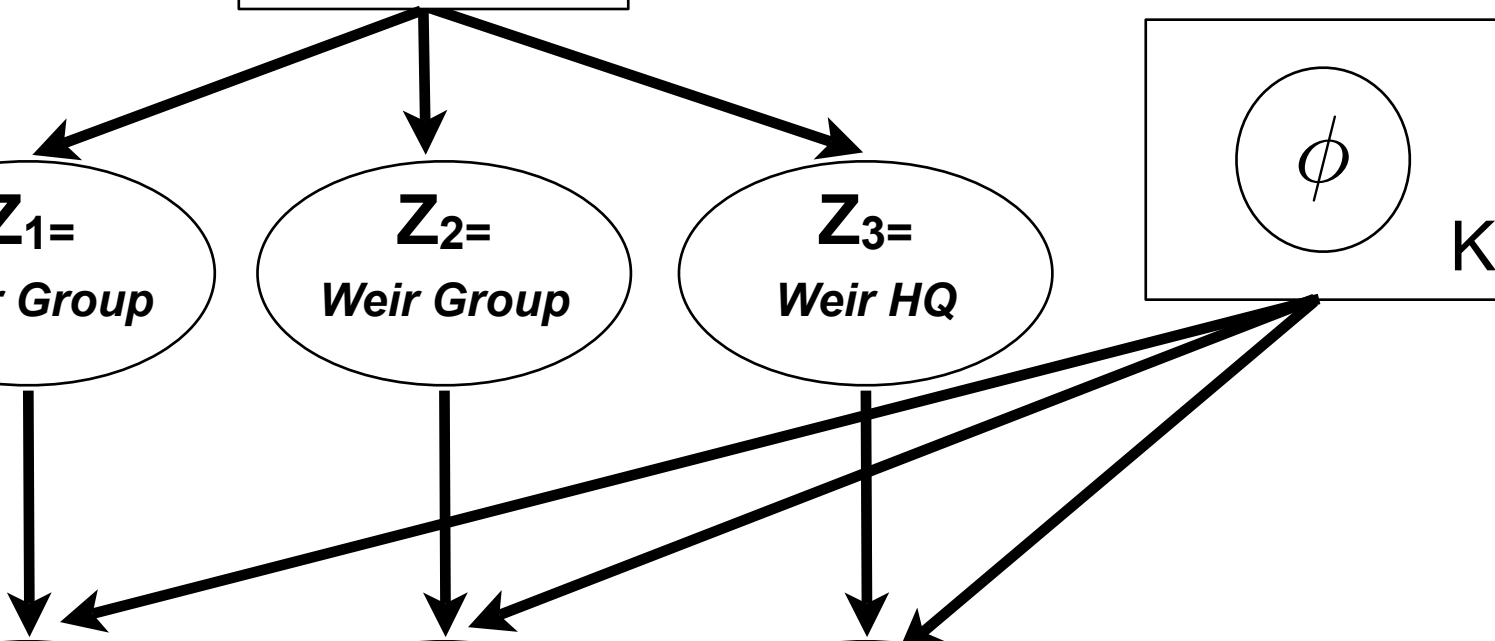 Z1=
Group
Z2=
Weir Group
Z3=
Weir HQ
ϕ
K